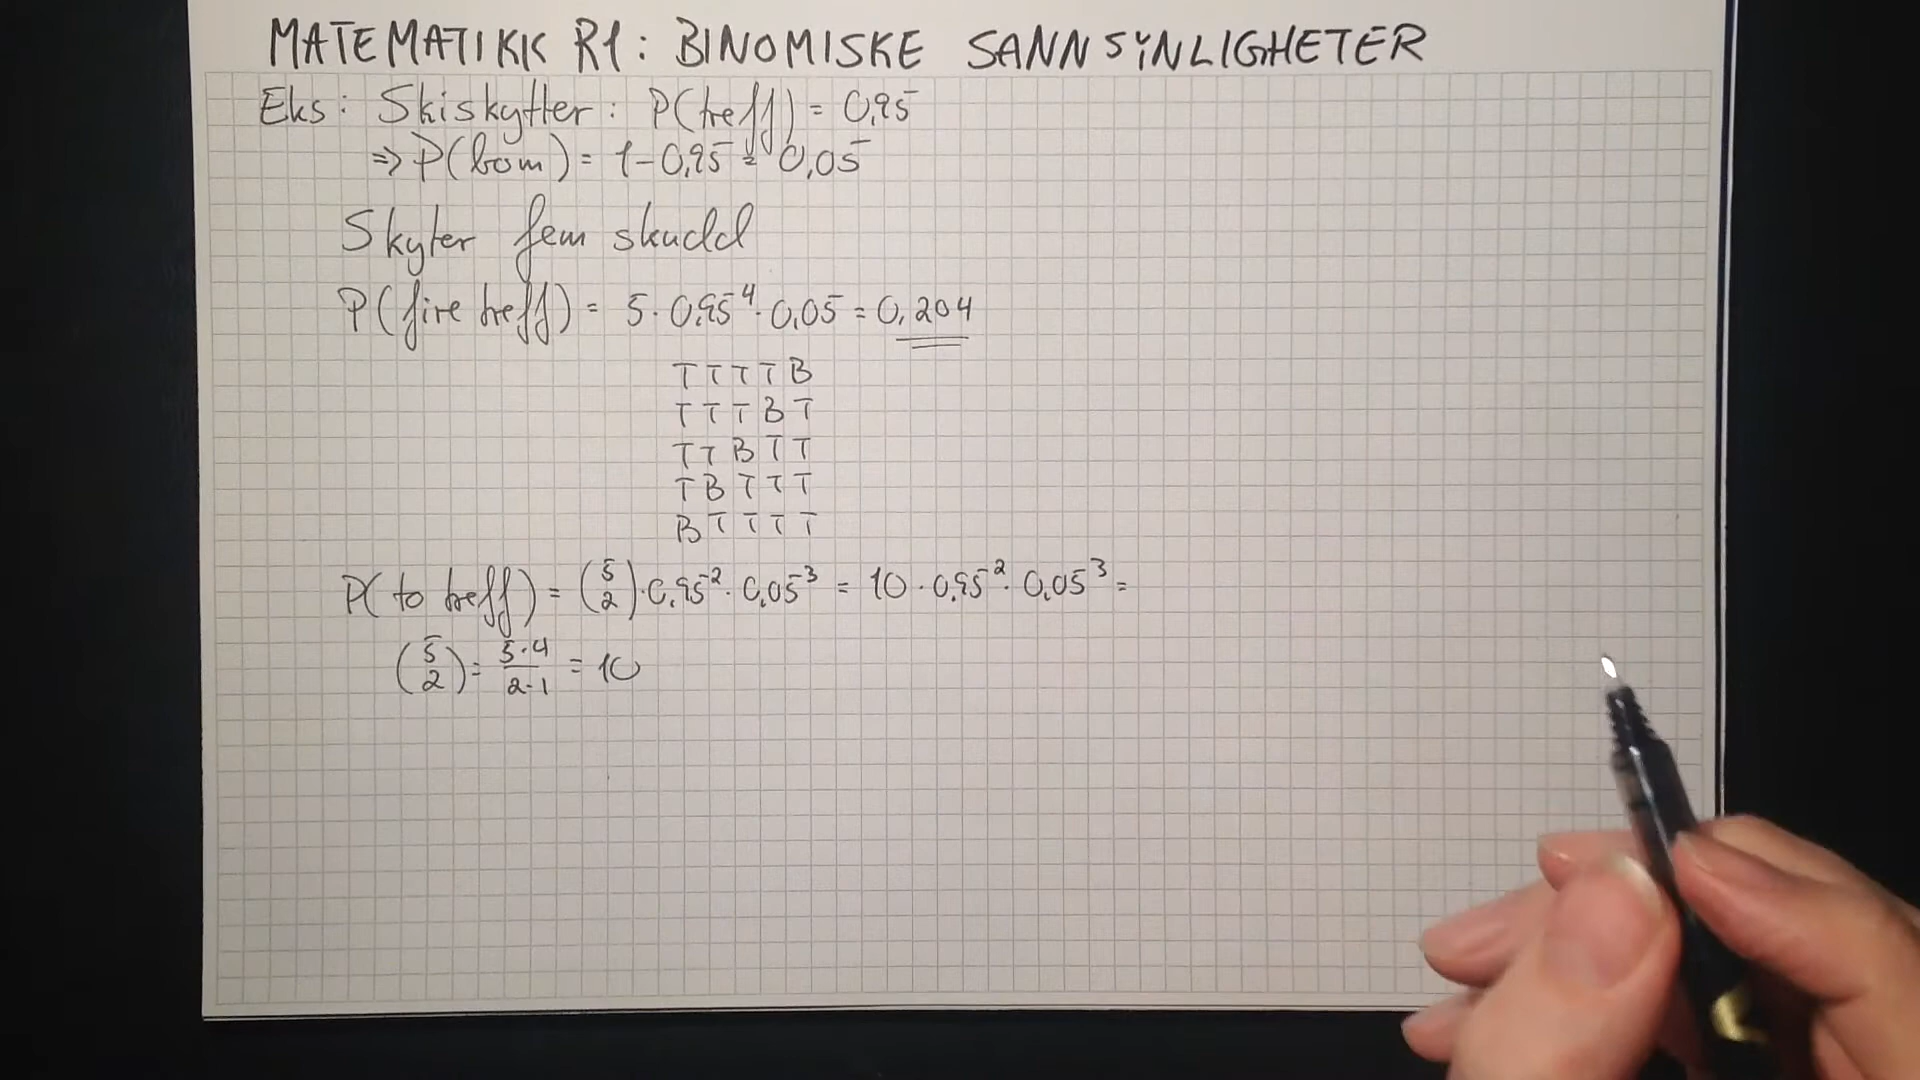 MATEMATIKK R1: BINOMISKE SANNSYNLIGHETER
Eks: Skiskytter: P(treff) = 0,95
⇒ P(bom) = 1-0,95 = 0,05
Skyter fem skudd
P(fire treff) = 5 · 0,95⁴ · 0,05 = 0,204
T T T T B
T T T B T
T T B T T
T B T T T
B T T T T
P(to treff) = (5 2) · 0,95² · 0,05³ = 10 · 0,95² · 0,05³ =
(5 2) = 5·4 / 2·1 = 10